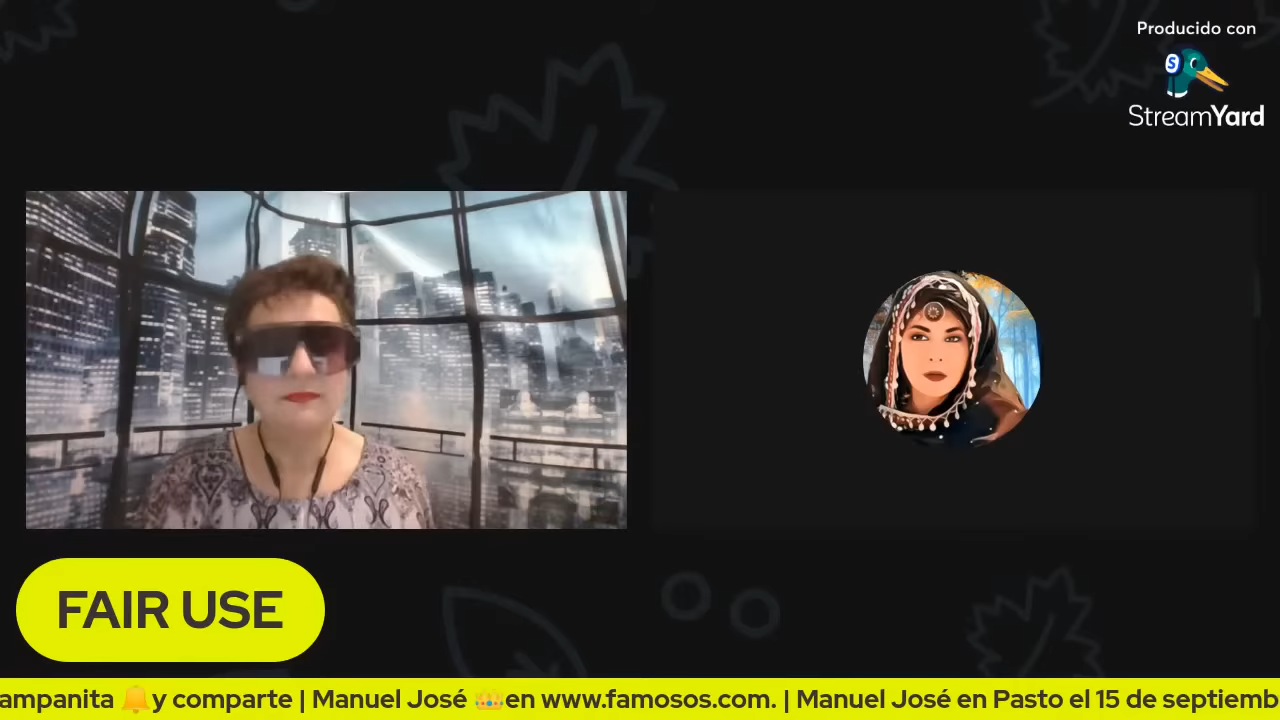 Producido con
S
StreamYard
FAIR USE
ampanita 🔔y comparte | Manuel José 👑en www.famosos.com. | Manuel José en Pasto el 15 de septiemb